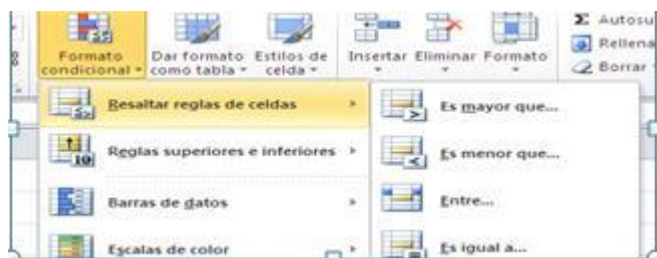 Formato condicional
Dar formato como tabla
Estilos de celda
Insertar Eliminar Formato
Σ Autosu
Rellena
Borrar
Resaltar reglas de celdas
Es mayor que...
Reglas superiores e inferiores
Es menor que...
Barras de datos
Entre...
Escalas de color
Es igual a...